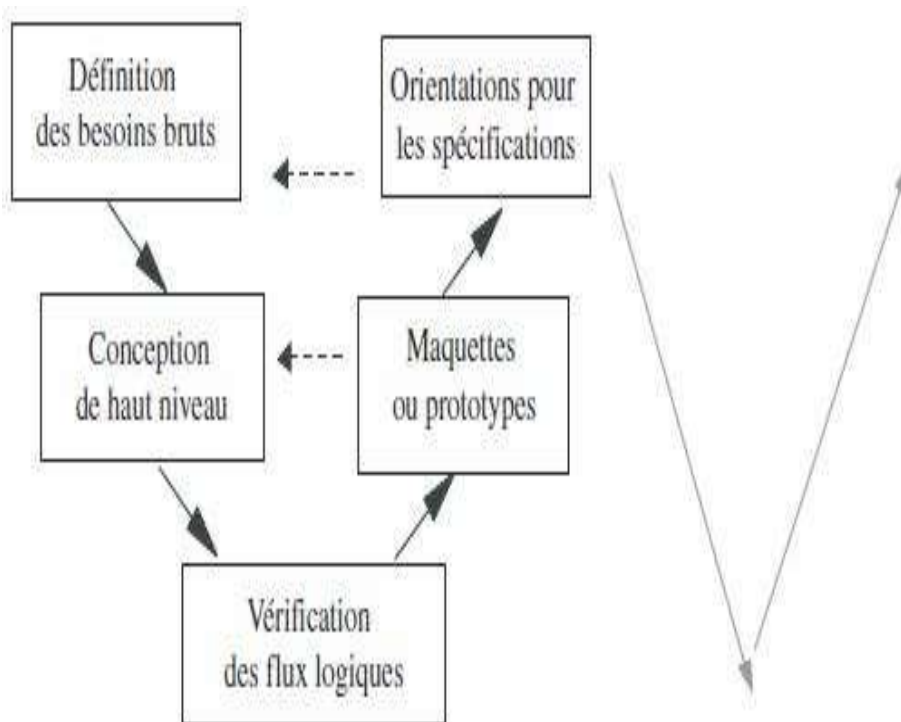 Définition
des besoins bruts
Orientations pour
les spécifications
Conception
de haut niveau
Maquettes
ou prototypes
Vérification
des flux logiques